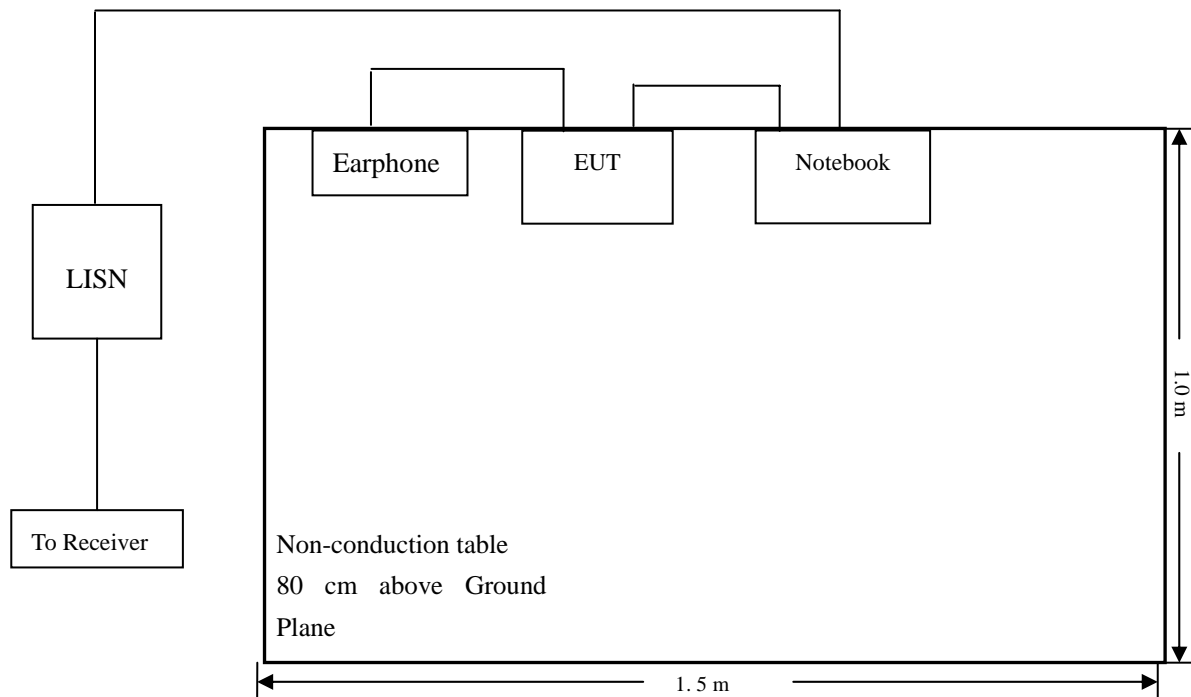 Earphone
EUT
Notebook
LISN
1.0 m
To Receiver
Non-conduction table
80 cm above Ground
Plane
1. 5 m